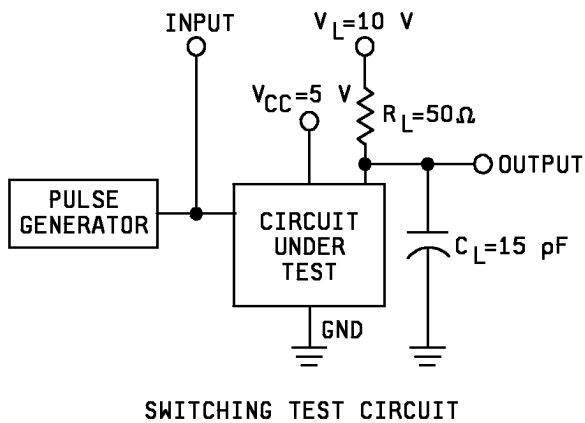 INPUT
V_L=10 V
V_CC=5 V
R_L=50Ω
OUTPUT
PULSE
GENERATOR
CIRCUIT
UNDER
TEST
C_L=15 pF
GND
SWITCHING TEST CIRCUIT